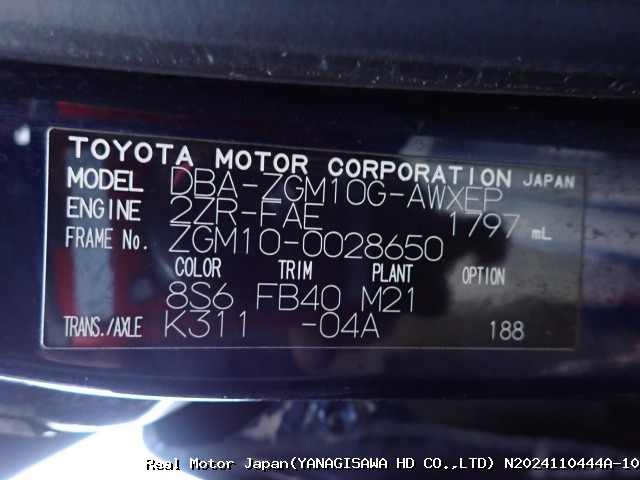 TOYOTA MOTOR CORPORATION JAPAN
MODEL DBA-ZGM10G-AWXEP
ENGINE 2ZR-FAE 1797 mL
FRAME No. ZGM10-0028650
COLOR TRIM PLANT OPTION
8S6 FB40 M21
TRANS./AXLE K311 -04A 188
Real Motor Japan(YANAGISAWA HD CO.,LTD) N2024110444A-10